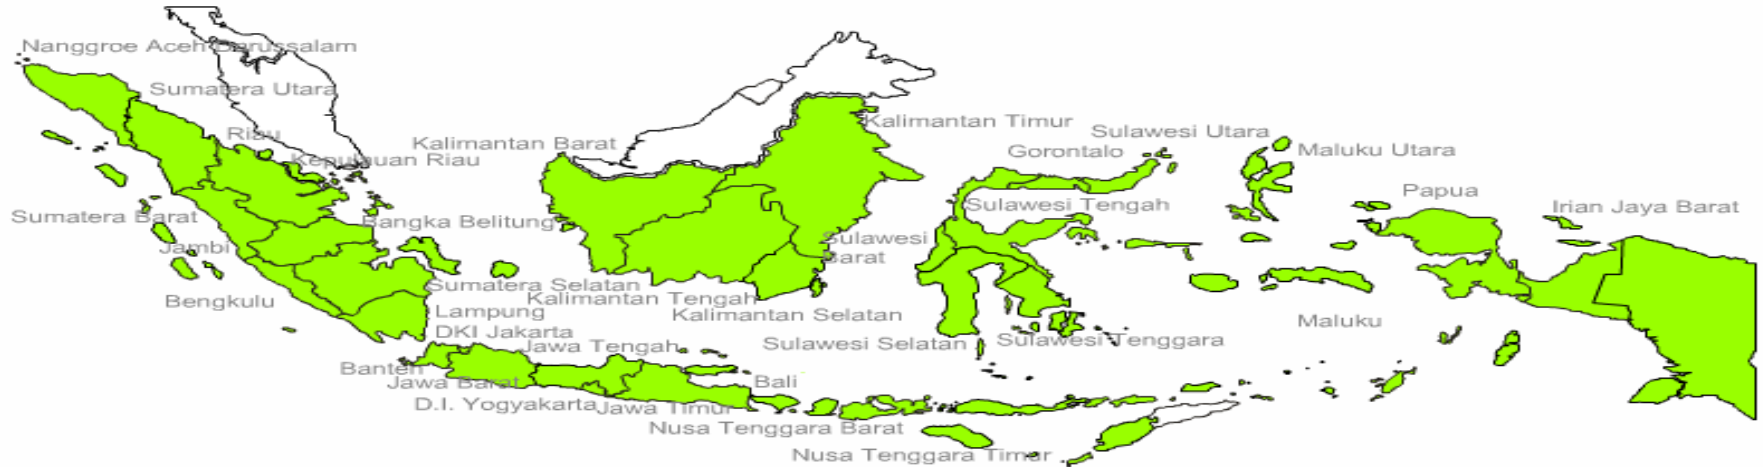 Nanggroe Aceh Darussalam
Sumatera Utara
Riau
Kepulauan Riau
Sumatera Barat
Jambi
Bengkulu
Bangka Belitung
Sumatera Selatan
Lampung
DKI Jakarta
Banten
Jawa Barat
Jawa Tengah
D.I. Yogyakarta
Jawa Timur
Bali
Nusa Tenggara Barat
Nusa Tenggara Timur
Kalimantan Barat
Kalimantan Timur
Kalimantan Tengah
Kalimantan Selatan
Sulawesi Utara
Gorontalo
Sulawesi Tengah
Sulawesi
Barat
Sulawesi Selatan
Sulawesi Tenggara
Maluku Utara
Maluku
Papua
Irian Jaya Barat